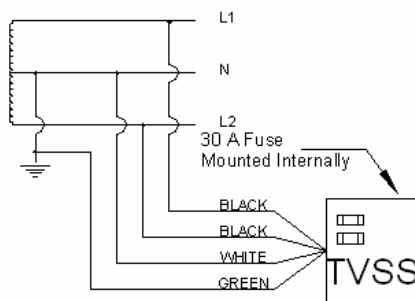 L1
N
L2
30 A Fuse
Mounted Internally
BLACK
BLACK
WHITE
GREEN
TVSS